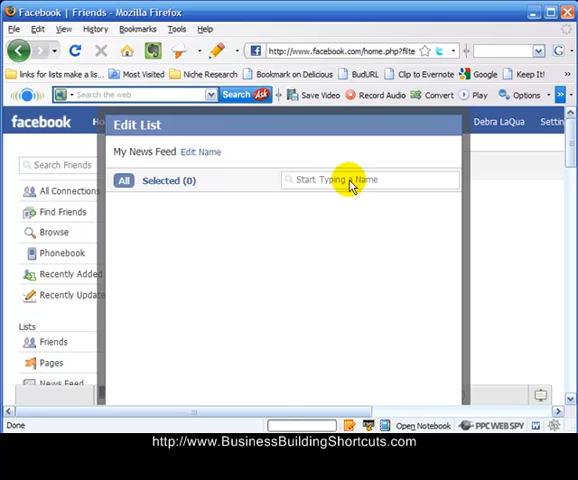 Facebook | Friends - Mozilla Firefox
File Edit View History Bookmarks Tools Help
http://www.facebook.com/home.php?filte
links for lists make l... Most Visited Niche Research Bookmark on Delicious BudURL Clip to Evernote Google Keep It!
Search the web Search Ask Save Video Record Audio Convert Play Options
facebook H Debra LaQua Settin
Edit List
My News Feed Edit Name
Search Friends
All Selected (0) Start Typing a Name
All Connections
Find Friends
Browse
Phonebook
Recently Added
Recently Update
Lists
Friends
Pages
News Feed
Done Open Notebook PPC WEB SPY
http://www.BusinessBuildingShortcuts.com